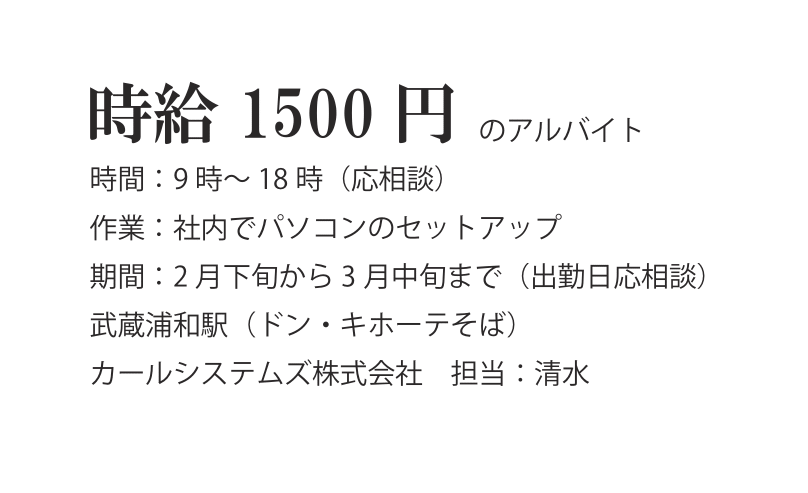 時給 1500 円 のアルバイト
時間：9 時～ 18 時（応相談）
作業：社内でパソコンのセットアップ
期間：2 月下旬から 3 月中旬まで（出勤日応相談）
武蔵浦和駅（ドン・キホーテそば）
カールシステムズ株式会社　担当：清水